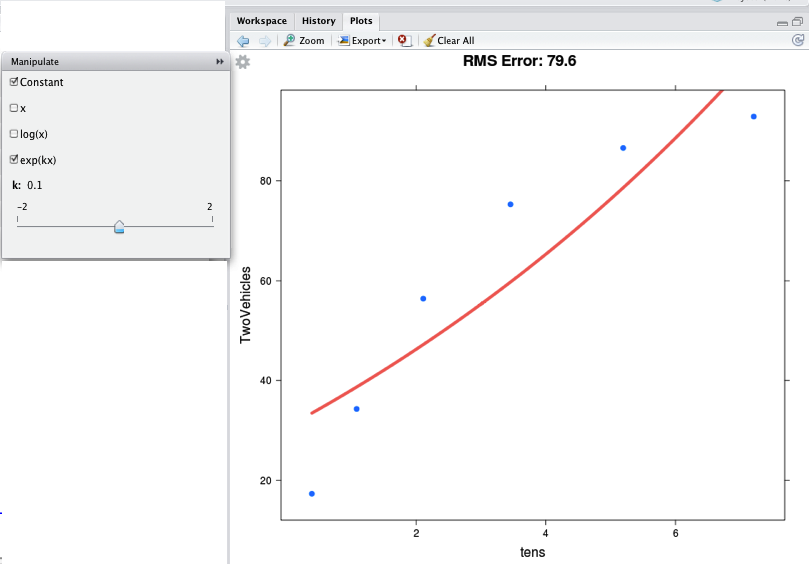 Workspace History Plots
Zoom Export Clear All
Manipulate
Constant
x
log(x)
exp(kx)
k: 0.1
-2 2
RMS Error: 79.6
TwoVehicles
80
60
40
20
2 4 6
tens